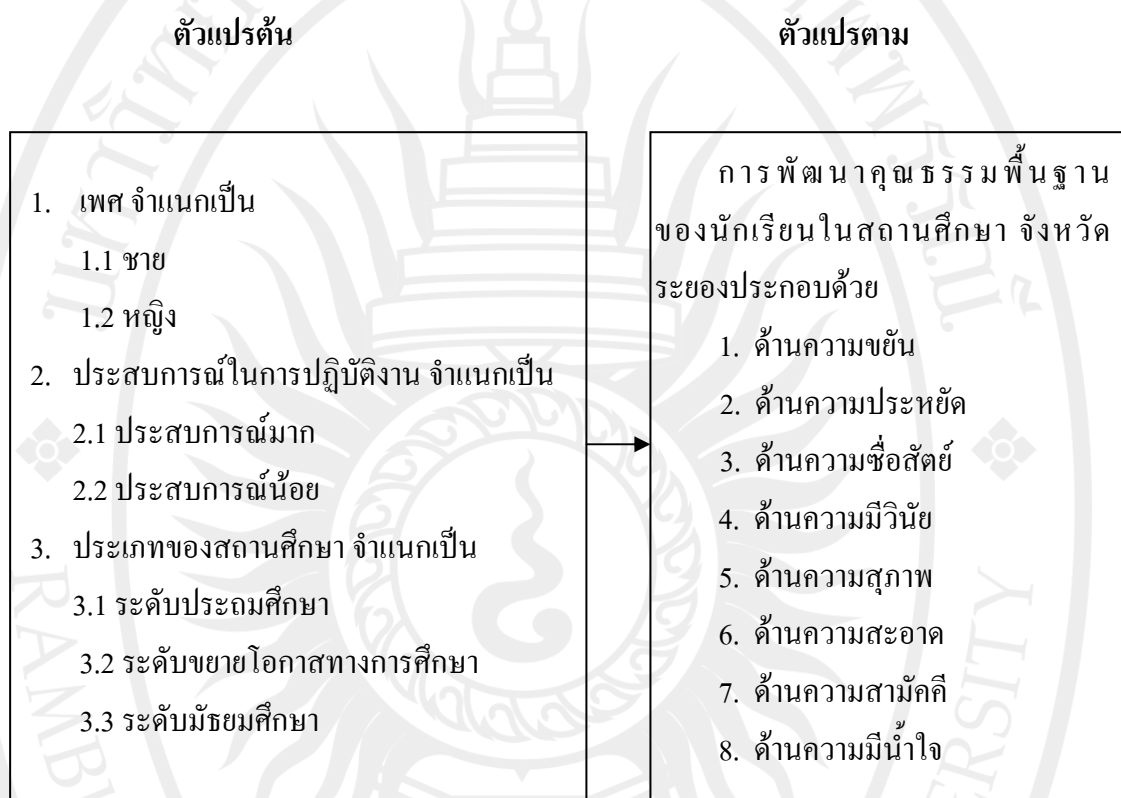 ตัวแปรต้น
ตัวแปรตาม
1. เพศ จำแนกเป็น
1.1 ชาย
1.2 หญิง
2. ประสบการณ์ในการปฏิบัติงาน จำแนกเป็น
2.1 ประสบการณ์มาก
2.2 ประสบการณ์น้อย
3. ประเภทของสถานศึกษา จำแนกเป็น
3.1 ระดับประถมศึกษา
3.2 ระดับขยายโอกาสทางการศึกษา
3.3 ระดับมัธยมศึกษา
การพัฒนาคุณธรรมพื้นฐาน
ของนักเรียนในสถานศึกษา จังหวัด
ระยองประกอบด้วย
1. ด้านความขยัน
2. ด้านความประหยัด
3. ด้านความซื่อสัตย์
4. ด้านความมีวินัย
5. ด้านความสุภาพ
6. ด้านความสะอาด
7. ด้านความสามัคคี
8. ด้านความมีน้ำใจ